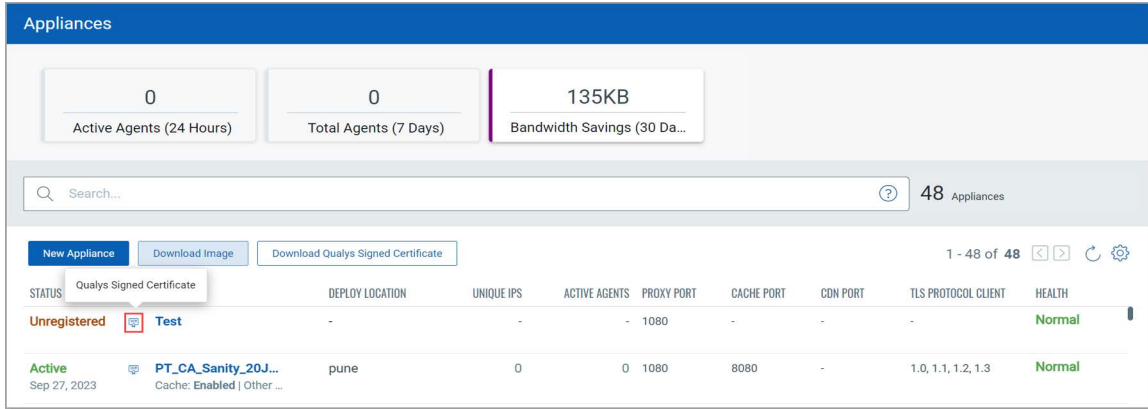 Appliances
0
Active Agents (24 Hours)
0
Total Agents (7 Days)
135KB
Bandwidth Savings (30 Da...
Search...
?
48 Appliances
New Appliance
Download Image
Download Qualys Signed Certificate
1 - 48 of 48
Qualys Signed Certificate
STATUS DEPLOY LOCATION UNIQUE IPS ACTIVE AGENTS PROXY PORT CACHE PORT CDN PORT TLS PROTOCOL CLIENT HEALTH
Unregistered Test - - - 1080 - - - Normal
Active PT_CA_Sanity_20J... pune 0 0 1080 8080 - 1.0, 1.1, 1.2, 1.3 Normal
Sep 27, 2023 Cache: Enabled | Other ...